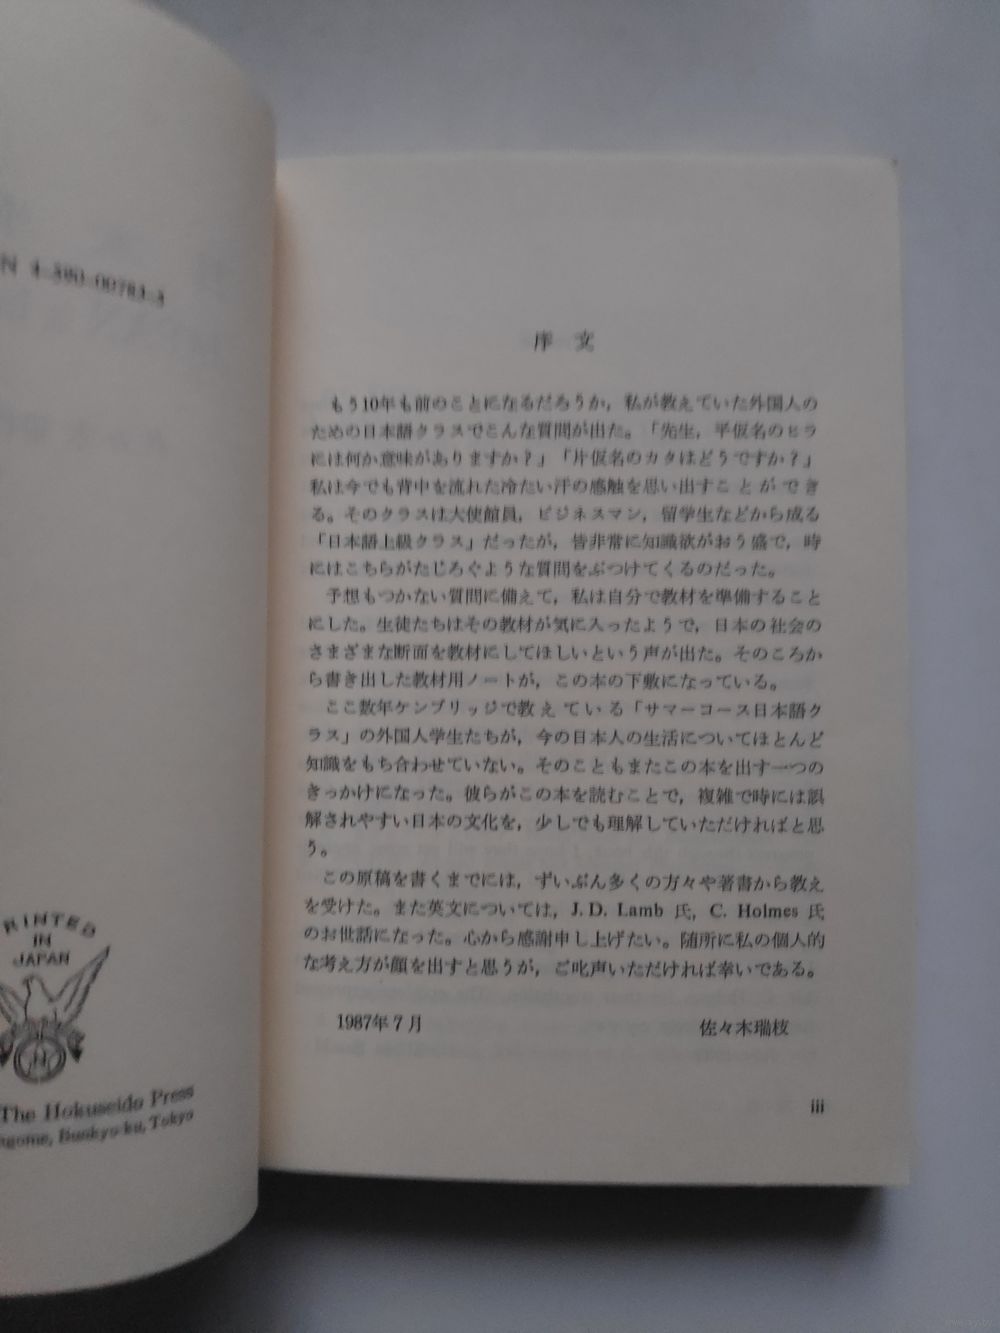 N 4-590-00783-3
PRINTED
IN
JAPAN
The Hokuseido Press
agome, Bunkyo-ku, Tokyo
序 文
もう10年も前のことになるだろうか，私が教えていた外国人の
ための日本語クラスでこんな質問が出た。「先生，平仮名のヒラ
には何か意味がありますか？」「片仮名のカタはどうですか？」
私は今でも背中を流れた冷たい汗の感触を思い出すことができ
る。そのクラスは大使館員，ビジネスマン，留学生などから成る
「日本語上級クラス」だったが，皆非常に知識欲がおう盛で，時
にはこちらがたじろぐような質問をぶつけてくるのだった。
予想もつかない質問に備えて，私は自分で教材を準備すること
にした。生徒たちはその教材が気に入ったようで，日本の社会の
さまざまな断面を教材にしてほしいという声が出た。そのころか
ら書き出した教材用ノートが，この本の下敷になっている。
ここ数年ケンブリッジで教えている「サマーコース日本語ク
ラス」の外国人学生たちが，今の日本人の生活についてほとんど
知識をもち合わせていない。そのこともまたこの本を出す一つの
きっかけになった。彼らがこの本を読むことで，複雑で時には誤
解されやすい日本の文化を，少しでも理解していただければと思
う。
この原稿を書くまでには，ずいぶん多くの方々や著書から教え
を受けた。また英文については，J. D. Lamb 氏，C. Holmes 氏
のお世話になった。心から感謝申し上げたい。随所に私の個人的
な考え方が顔を出すと思うが，ご叱声いただければ幸いである。
1987年7月 佐々木瑞枝
iii